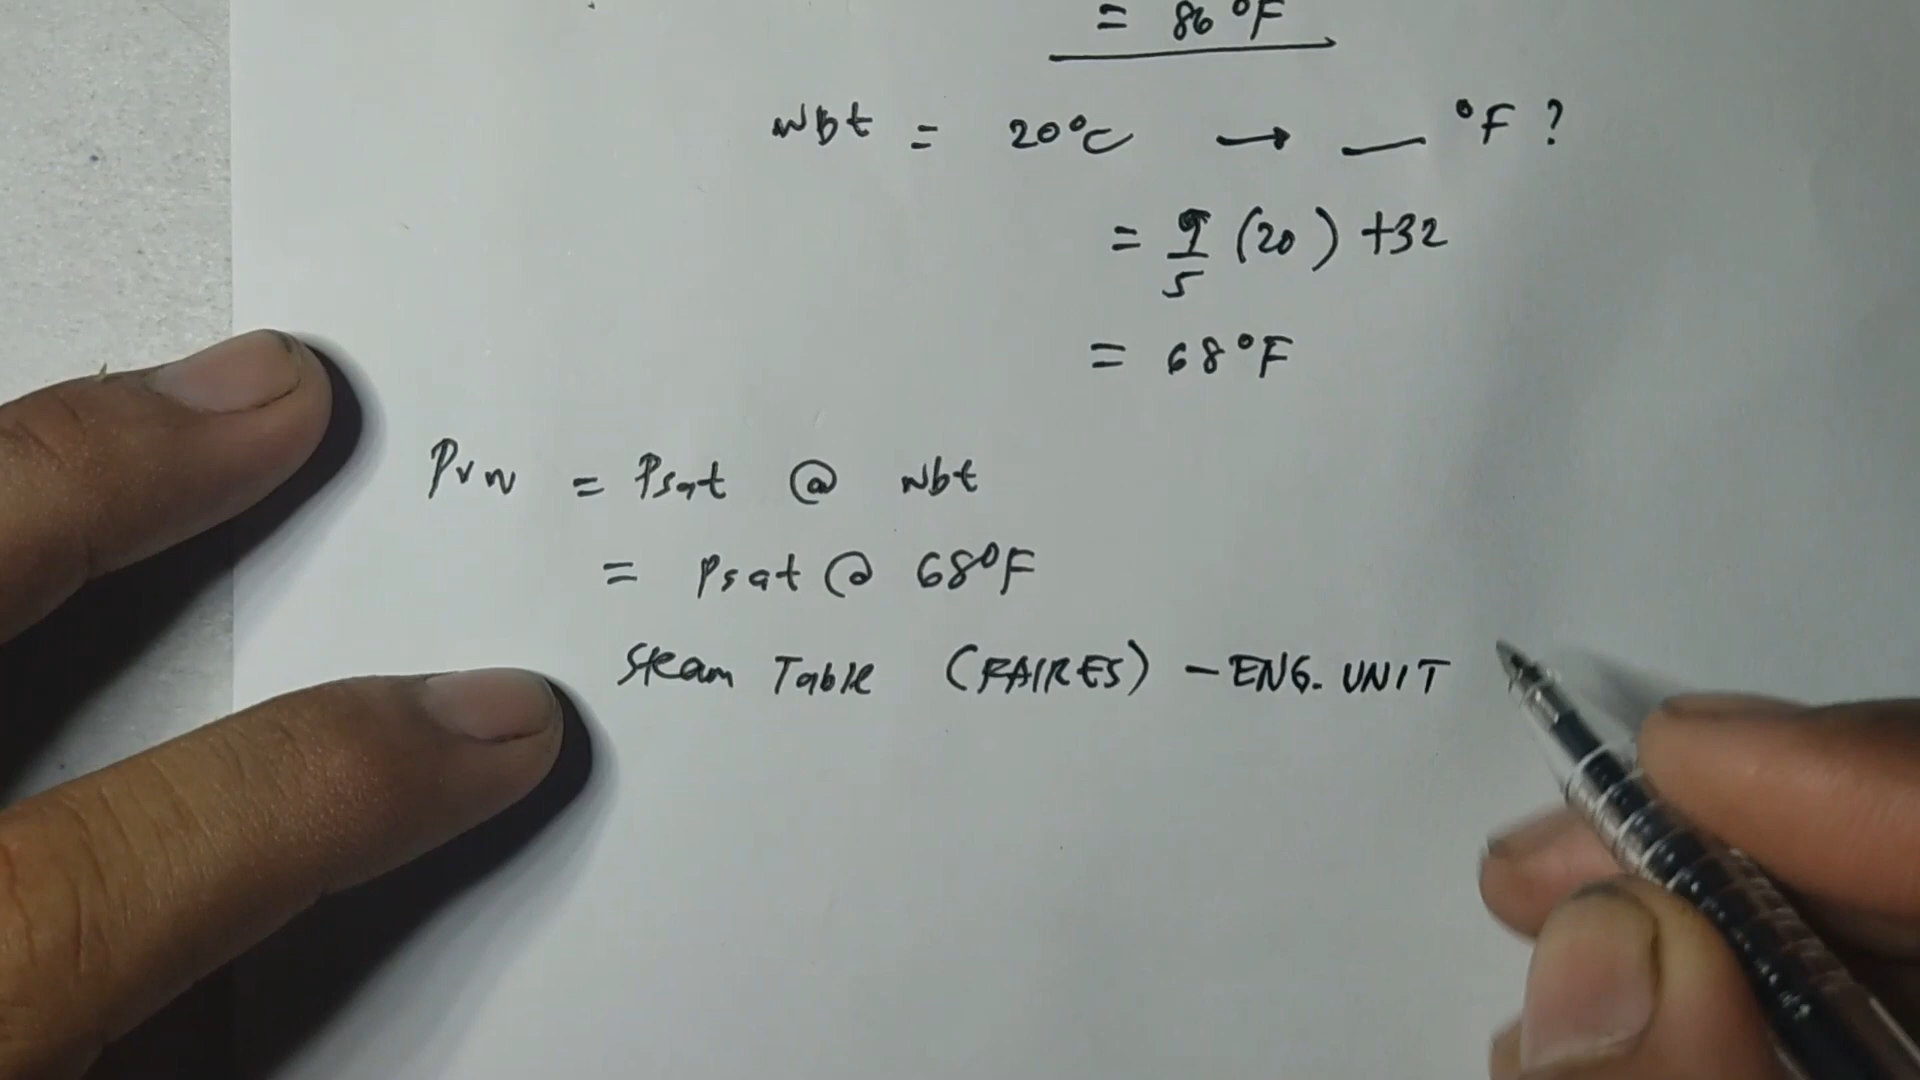 = 86°F
Wbt = 20°C → __ °F ?
= 9/5 (20) +32
= 68°F
Pvw = Psat @ Wbt
= Psat @ 68°F
Steam Table (FAIRES) - ENG. UNIT